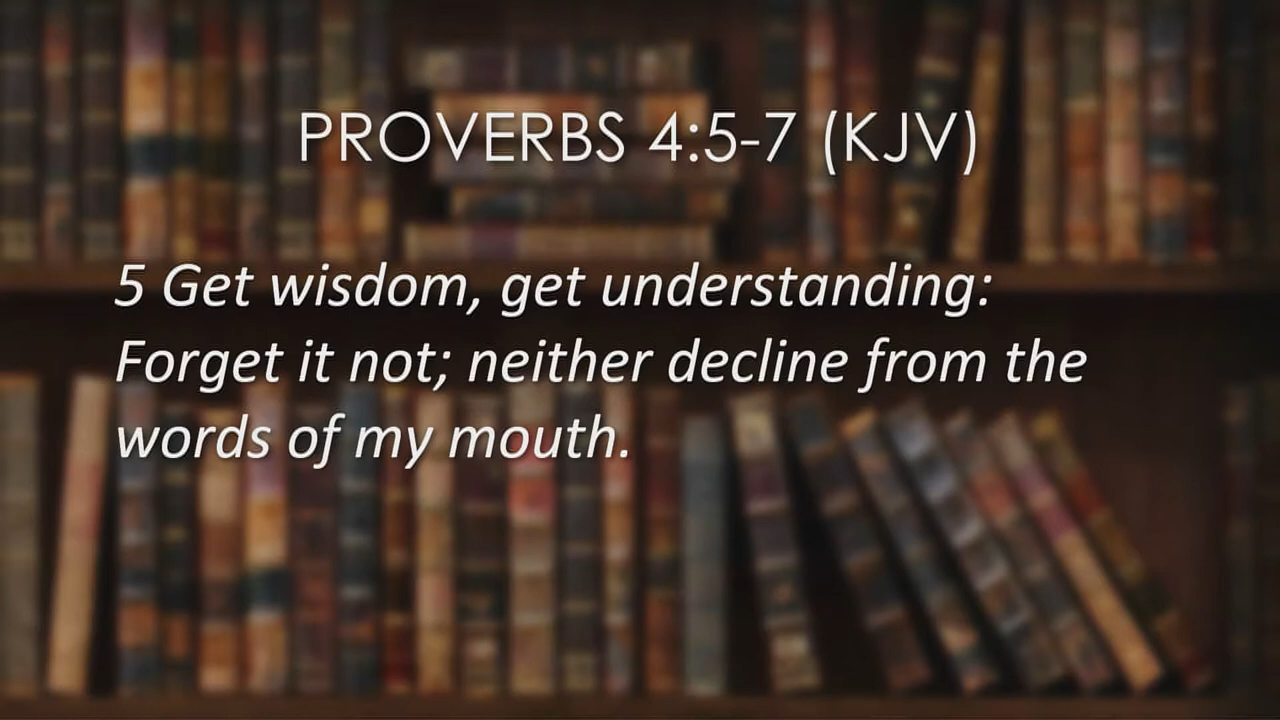 PROVERBS 4:5-7 (KJV)
5 Get wisdom, get understanding:
Forget it not; neither decline from the
words of my mouth.